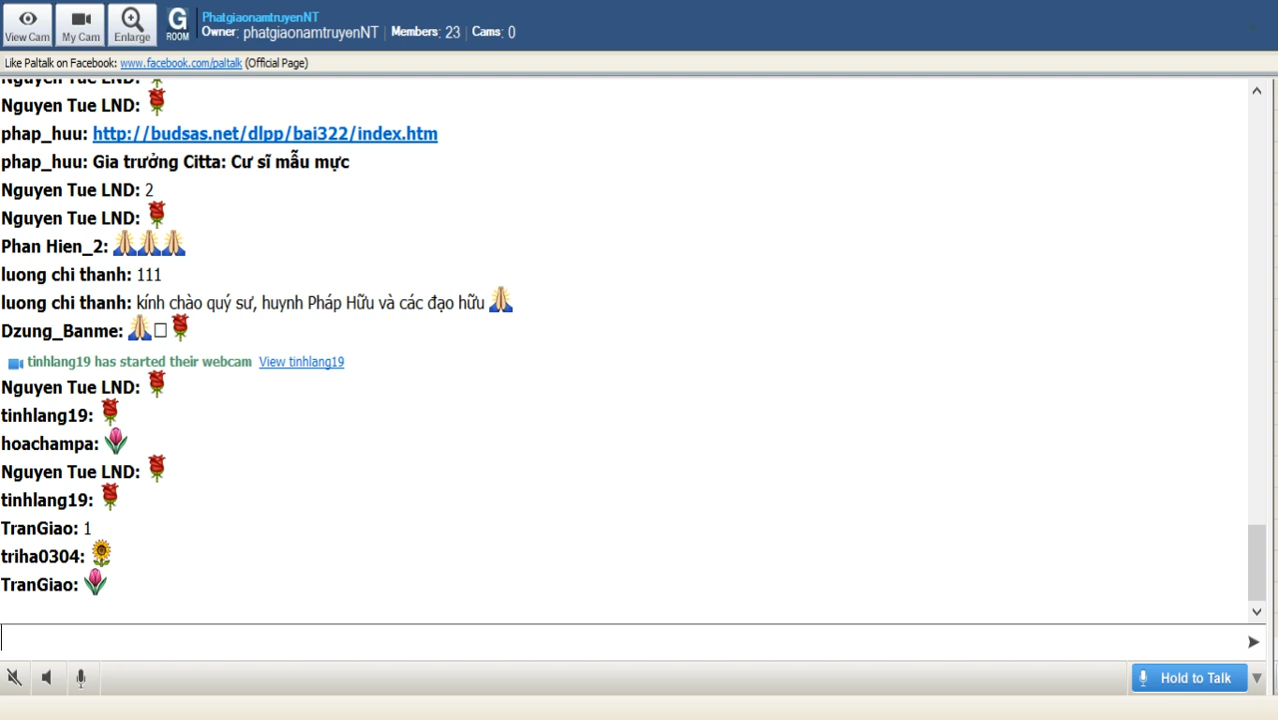 View Cam
My Cam
Enlarge
G
ROOM
PhatgiaonamtruyenNT
Owner: phatgiaonamtruyenNT | Members: 23 | Cams: 0
Like Paltalk on Facebook: www.facebook.com/paltalk (Official Page)
Nguyen Tue LND:
Nguyen Tue LND:
phap_huu: http://budsas.net/dlpp/bai322/index.htm
phap_huu: Gia trưởng Citta: Cư sĩ mẫu mực
Nguyen Tue LND: 2
Nguyen Tue LND:
Phan Hien_2:
luong chi thanh: 111
luong chi thanh: kính chào quý sư, huynh Pháp Hữu và các đạo hữu
Dzung_Banme:
tinhlang19 has started their webcam View tinhlang19
Nguyen Tue LND:
tinhlang19:
hoachampa:
Nguyen Tue LND:
tinhlang19:
TranGiao: 1
triha0304:
TranGiao:
Hold to Talk